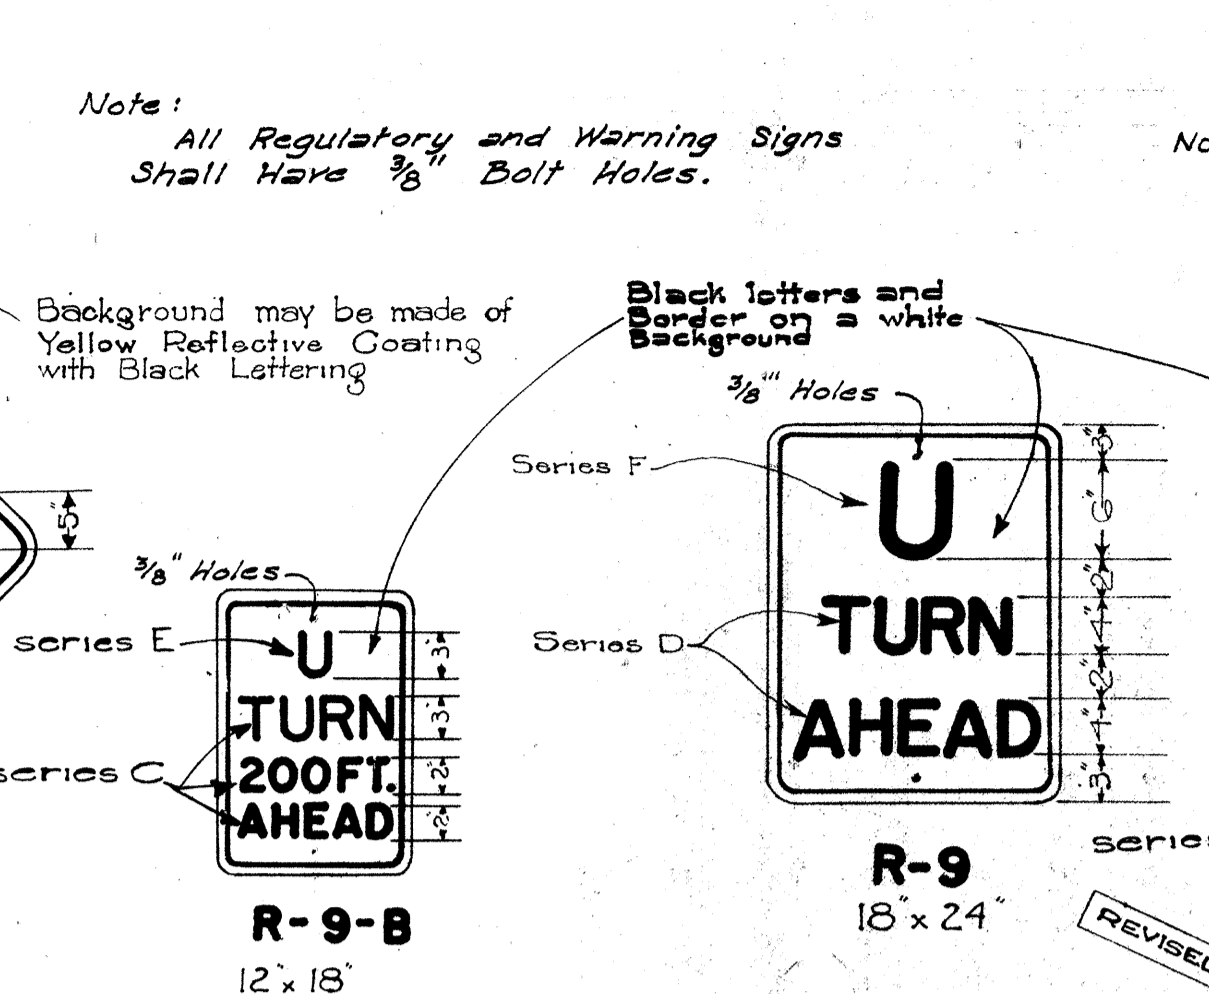 Note:
All Regulatory and Warning Signs
Shall Have 3/8" Bolt Holes.
Background may be made of
Yellow Reflective Coating
with Black Lettering
Black letters and
Border on a white
Background
5"
3/8" Holes
series E
series C
U
TURN
200FT.
AHEAD
3"
3"
2"
2"
R-9-B
12" x 18"
3/8" Holes
Series F
Series D
U
TURN
AHEAD
3"
6"
2"
4"
2"
4"
3"
R-9
18" x 24"
REVISED